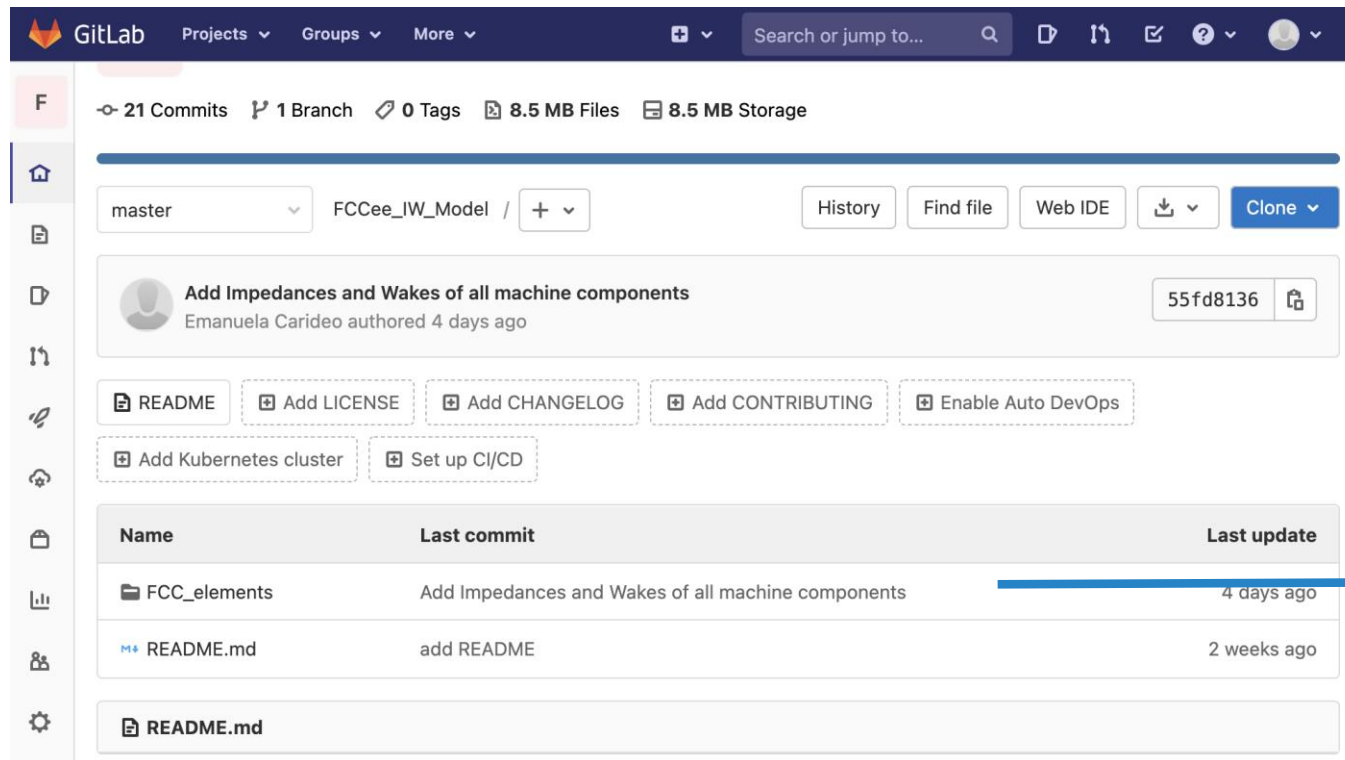 GitLab Projects Groups More Search or jump to...
F
21 Commits 1 Branch 0 Tags 8.5 MB Files 8.5 MB Storage
master FCCee_IW_Model / + History Find file Web IDE Clone
Add Impedances and Wakes of all machine components
Emanuela Carideo authored 4 days ago
55fd8136
README Add LICENSE Add CHANGELOG Add CONTRIBUTING Enable Auto DevOps
Add Kubernetes cluster Set up CI/CD
Name Last commit Last update
FCC_elements Add Impedances and Wakes of all machine components 4 days ago
README.md add README 2 weeks ago
README.md